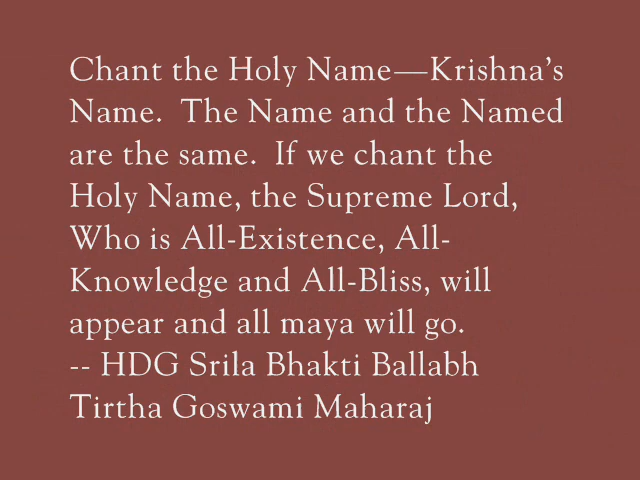 Chant the Holy Name—Krishna’s
Name.  The Name and the Named
are the same.  If we chant the
Holy Name, the Supreme Lord,
Who is All-Existence, All-
Knowledge and All-Bliss, will
appear and all maya will go.
-- HDG Srila Bhakti Ballabh
Tirtha Goswami Maharaj